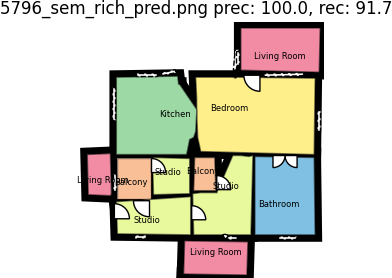 5796_sem_rich_pred.png prec: 100.0, rec: 91.7
Living Room
Bedroom
Kitchen
Balcony
Studio
Living Room
Balcony
Studio
Bathroom
Studio
Living Room